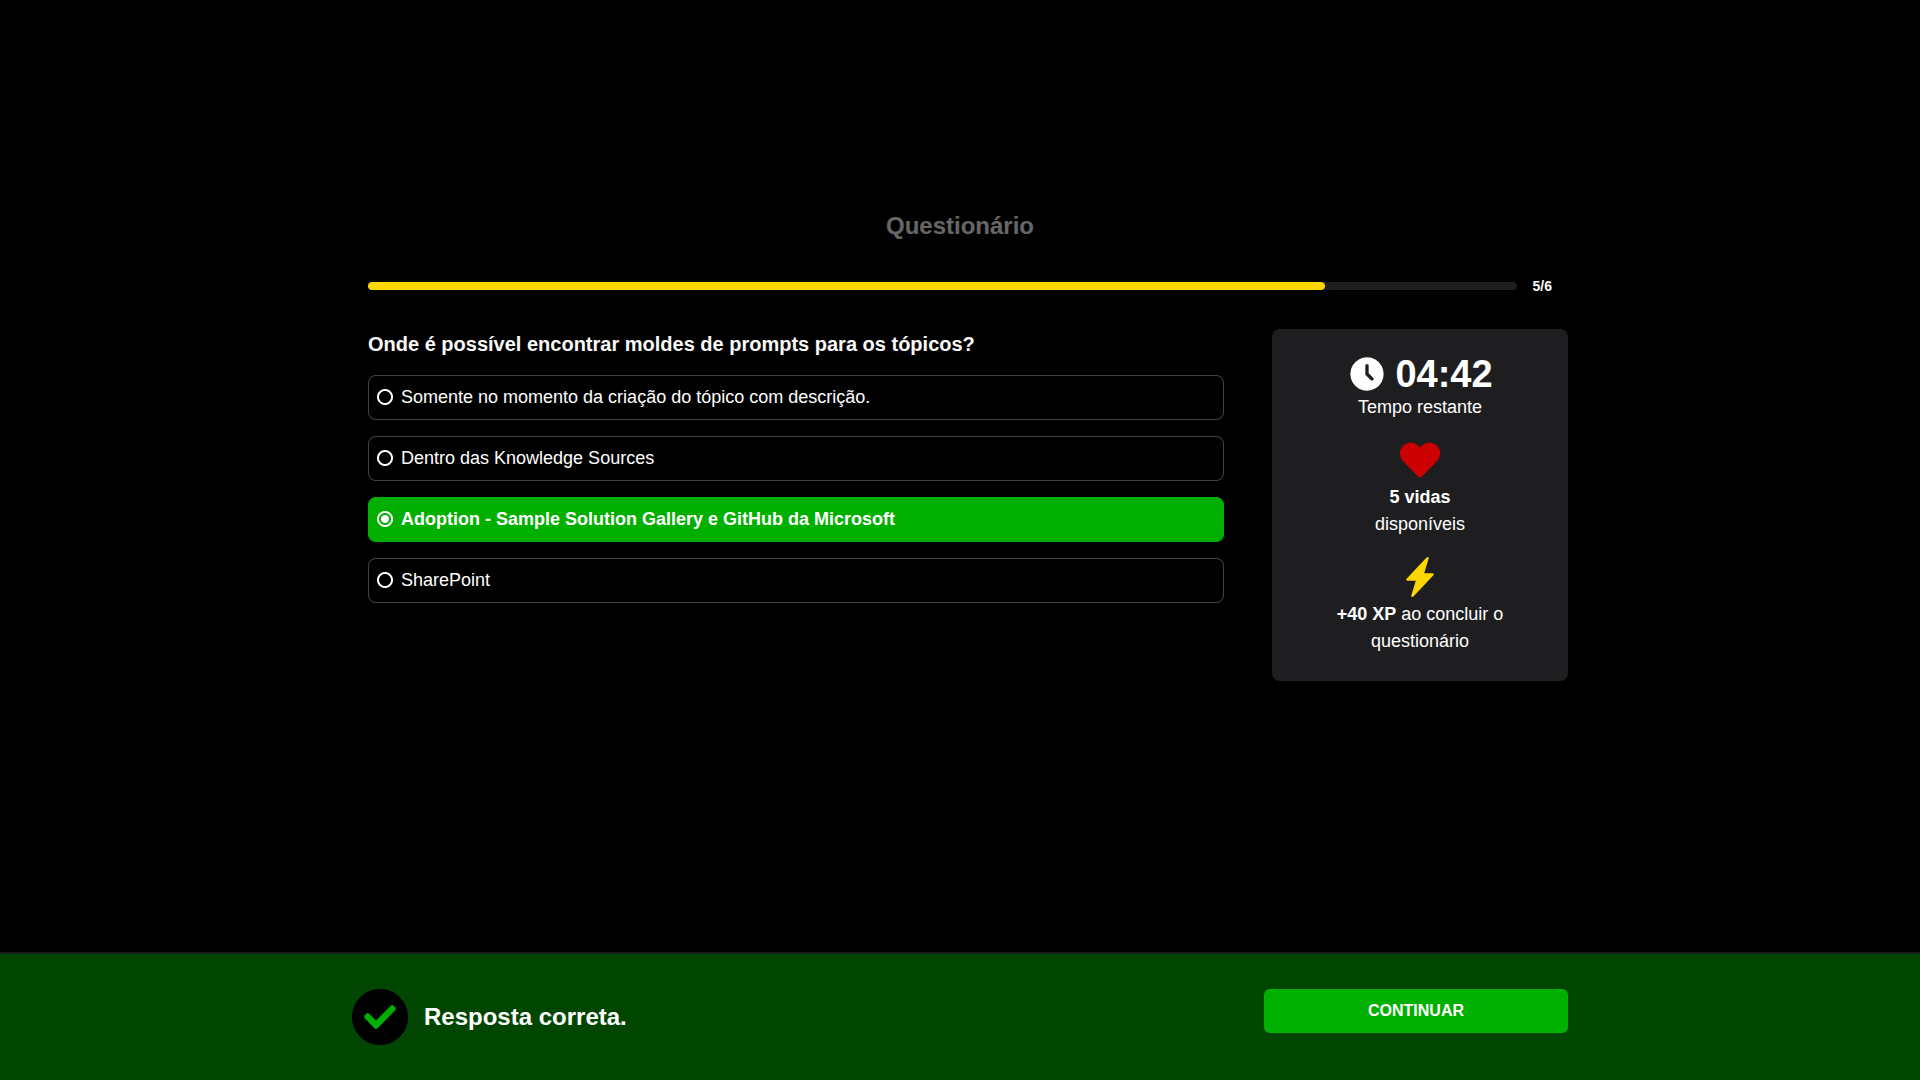 Questionário
5/6
Onde é possível encontrar moldes de prompts para os tópicos?
Somente no momento da criação do tópico com descrição.
Dentro das Knowledge Sources
Adoption - Sample Solution Gallery e GitHub da Microsoft
SharePoint
04:42
Tempo restante
5 vidas
disponíveis
+40 XP ao concluir o
questionário
Resposta correta.
CONTINUAR